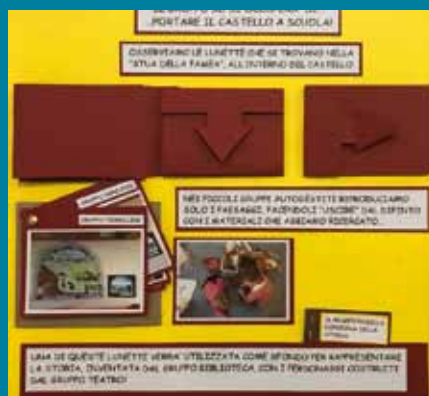 PORTARE IL CASTELLO A SCUOLA!
OSSERVIAMO LE LUNETTE CHE SI TROVANO NELLA
"STUA DELLA FAMEA", ALL'INTERNO DEL CASTELLO
NEI PICCOLI GRUPPI AUTOGESTITI RIPRODUCIAMO
SOLO I PAESAGGI, FACENDOLI "USCIRE" DAL DIPINTO
CON I MATERIALI CHE ABBIAMO RICERCATO...
UNA DI QUESTE LUNETTE VERRA' UTILIZZATA COME SFONDO PER RAPPRESENTARE
LA STORIA, INVENTATA DAL GRUPPO BIBLIOTECA, CON I PERSONAGGI COSTRUITI
DAL GRUPPO TEATRO!